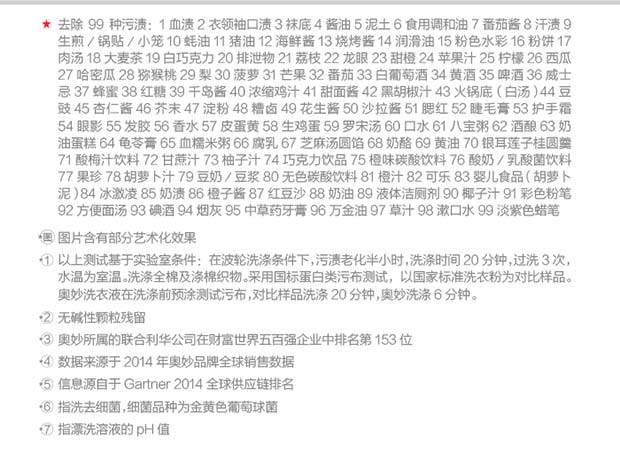 ★ 去除 99 种污渍：1 血渍 2 衣领袖口渍 3 袜底 4 酱油 5 泥土 6 食用调和油 7 番茄酱 8 汗渍 9
生煎 / 锅贴 / 小笼 10 蚝油 11 猪油 12 海鲜酱 13 烧烤酱 14 润滑油 15 粉色水彩 16 粉饼 17
肉汤 18 大麦茶 19 白巧克力 20 排泄物 21 荔枝 22 龙眼 23 甜橙 24 苹果汁 25 柠檬 26 西瓜
27 哈密瓜 28 猕猴桃 29 梨 30 菠萝 31 芒果 32 番茄 33 白葡萄酒 34 黄酒 35 啤酒 36 威士
忌 37 蜂蜜 38 红糖 39 千岛酱 40 浓缩鸡汁 41 甜面酱 42 黑胡椒汁 43 火锅底（白汤）44 豆
豉 45 杏仁酱 46 芥末 47 淀粉 48 糟卤 49 花生酱 50 沙拉酱 51 腮红 52 睫毛膏 53 护手霜
54 眼影 55 发胶 56 香水 57 皮蛋黄 58 生鸡蛋 59 罗宋汤 60 口水 61 八宝粥 62 酒酿 63 奶
油蛋糕 64 龟苓膏 65 血糯米粥 66 腐乳 67 芝麻汤圆馅 68 奶酪 69 黄油 70 银耳莲子桂圆羹
71 酸梅汁饮料 72 甘蔗汁 73 柚子汁 74 巧克力饮品 75 橙味碳酸饮料 76 酸奶 / 乳酸菌饮料
77 果珍 78 胡萝卜汁 79 豆奶 / 豆浆 80 无色碳酸饮料 81 橙汁 82 可乐 83 婴儿食品（胡萝卜
泥）84 冰激凌 85 奶渍 86 橙子酱 87 红豆沙 88 奶油 89 液体洁厕剂 90 椰子汁 91 彩色粉笔
92 方便面汤 93 碘酒 94 烟灰 95 中草药牙膏 96 万金油 97 草汁 98 漱口水 99 淡紫色蜡笔
图 图片含有部分艺术化效果
① 以上测试基于实验室条件：在波轮洗涤条件下，污渍老化半小时，洗涤时间 20 分钟，过洗 3 次，
水温为室温。洗涤全棉及涤棉织物。采用国标蛋白类污布测试，以国家标准洗衣粉为对比样品。
奥妙洗衣液在洗涤前预涂测试污布，对比样品洗涤 20 分钟，奥妙洗涤 6 分钟。
② 无碱性颗粒残留
③ 奥妙所属的联合利华公司在财富世界五百强企业中排名第 153 位
④ 数据来源于 2014 年奥妙品牌全球销售数据
⑤ 信息源自于 Gartner 2014 全球供应链排名
⑥ 指洗去细菌，细菌品种为金黄色葡萄球菌
⑦ 指漂洗溶液的 pH 值